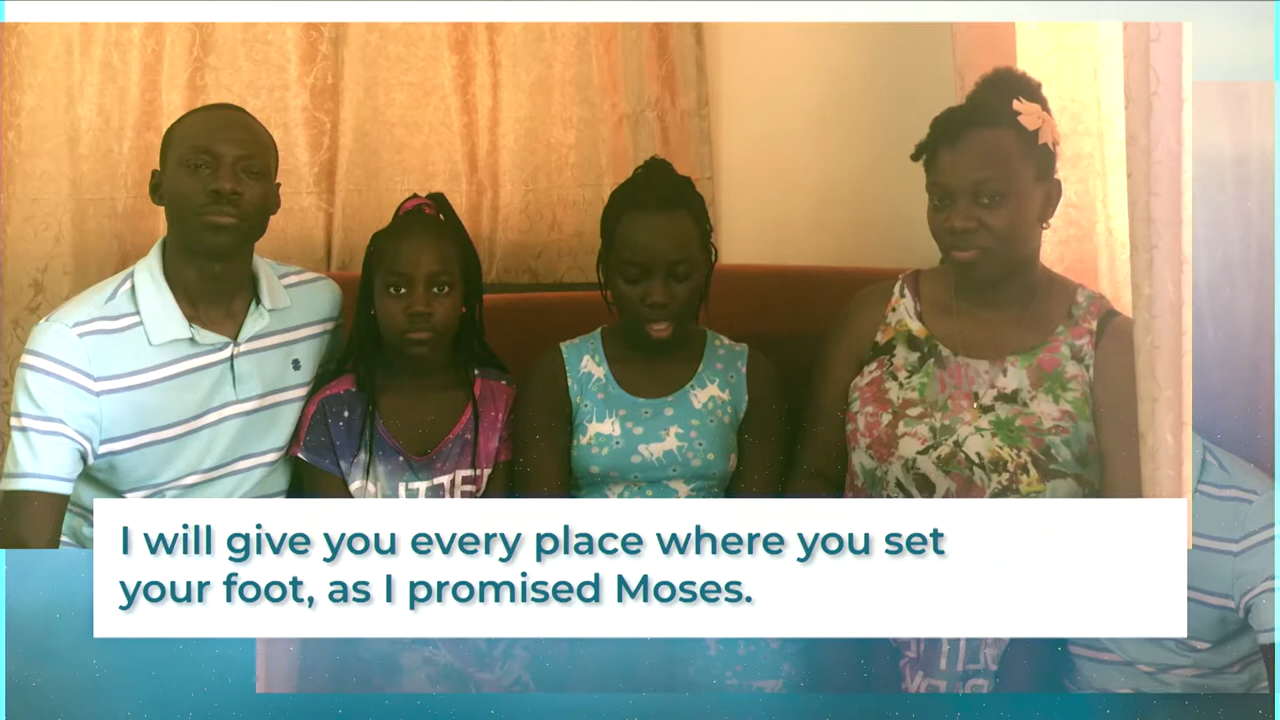 I will give you every place where you set
your foot, as I promised Moses.